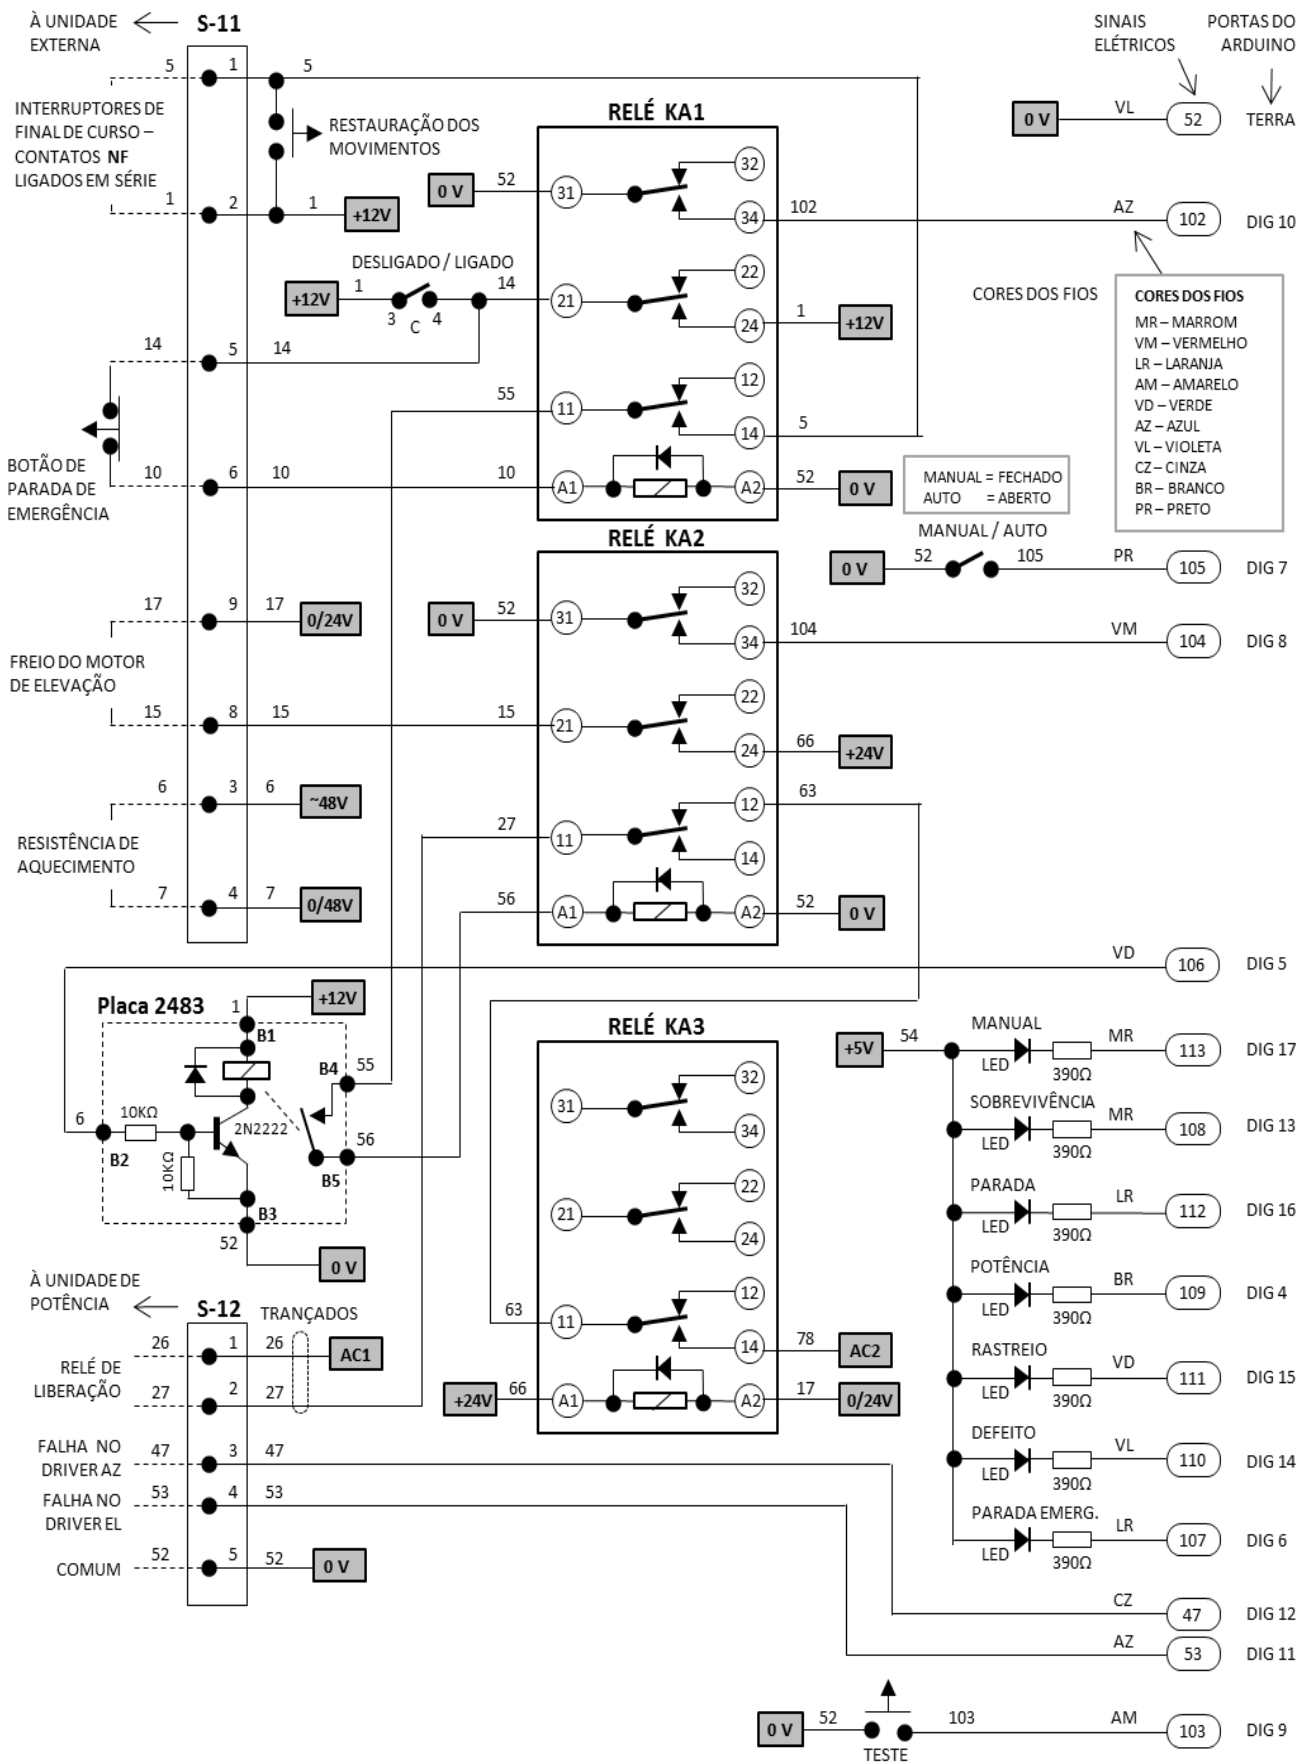 À UNIDADE
EXTERNA
S-11
5
1
5
INTERRUPTORES DE
FINAL DE CURSO –
CONTATOS NF
LIGADOS EM SÉRIE
RESTAURAÇÃO DOS
MOVIMENTOS
1
2
1
+12V
DESLIGADO / LIGADO
+12V
1
3
C
4
14
14
5
14
BOTÃO DE
PARADA DE
EMERGÊNCIA
10
6
10
RELÉ KA1
0 V
52
31
32
34
102
21
22
24
1
+12V
55
11
12
14
5
10
A1
A2
52
0 V
SINAIS
ELÉTRICOS
PORTAS DO
ARDUINO
0 V
VL
52
TERRA
AZ
102
DIG 10
CORES DOS FIOS
CORES DOS FIOS
MR – MARROM
VM – VERMELHO
LR – LARANJA
AM – AMARELO
VD – VERDE
AZ – AZUL
VL – VIOLETA
CZ – CINZA
BR – BRANCO
PR – PRETO
MANUAL = FECHADO
AUTO = ABERTO
MANUAL / AUTO
0 V
52
105
PR
105
DIG 7
17
9
17
0/24V
FREIO DO MOTOR
DE ELEVAÇÃO
15
8
15
6
3
6
~48V
RESISTÊNCIA DE
AQUECIMENTO
7
4
7
0/48V
RELÉ KA2
0 V
52
31
32
34
104
VM
104
DIG 8
15
21
22
24
66
+24V
27
11
12
63
14
56
A1
A2
52
0 V
VD
106
DIG 5
Placa 2483
1
+12V
B1
B4
55
6
10KΩ
2N2222
B2
10KΩ
56
B5
B3
52
0 V
RELÉ KA3
31
32
34
21
22
24
63
11
12
14
78
AC2
+24V
66
A1
A2
17
0/24V
+5V
54
MANUAL
LED
390Ω
MR
113
DIG 17
SOBREVIVÊNCIA
LED
390Ω
MR
108
DIG 13
PARADA
LED
390Ω
LR
112
DIG 16
POTÊNCIA
LED
390Ω
BR
109
DIG 4
RASTREIO
LED
390Ω
VD
111
DIG 15
DEFEITO
LED
390Ω
VL
110
DIG 14
PARADA EMERG.
LED
390Ω
LR
107
DIG 6
À UNIDADE DE
POTÊNCIA
S-12
TRANÇADOS
26
1
26
AC1
RELÉ DE
LIBERAÇÃO
27
2
27
FALHA NO
DRIVER AZ
47
3
47
FALHA NO
DRIVER EL
53
4
53
COMUM
52
5
52
0 V
CZ
47
DIG 12
AZ
53
DIG 11
0 V
52
TESTE
103
AM
103
DIG 9